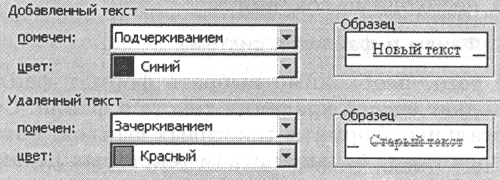 Добавленный текст
помечен: Подчеркиванием
цвет: Синий
Образец
Новый текст
Удаленный текст
помечен: Зачеркиванием
цвет: Красный
Образец
Старый текст